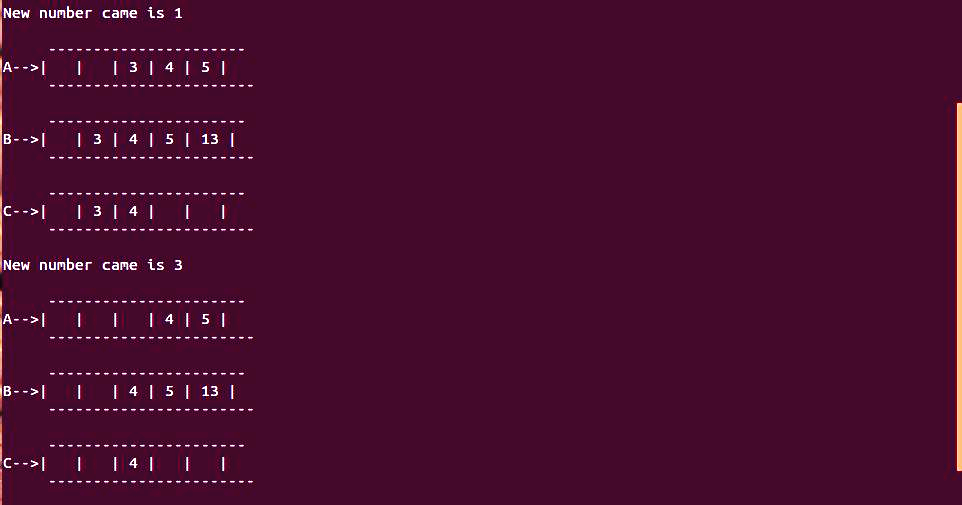 New number came is 1
----------------------
A-->|   |   | 3 | 4 | 5 |
-----------------------
----------------------
B-->|   | 3 | 4 | 5 | 13 |
-----------------------
----------------------
C-->|   | 3 | 4 |   |   |
-----------------------
New number came is 3
----------------------
A-->|   |   |   | 4 | 5 |
-----------------------
----------------------
B-->|   |   | 4 | 5 | 13 |
-----------------------
----------------------
C-->|   |   | 4 |   |   |
-----------------------